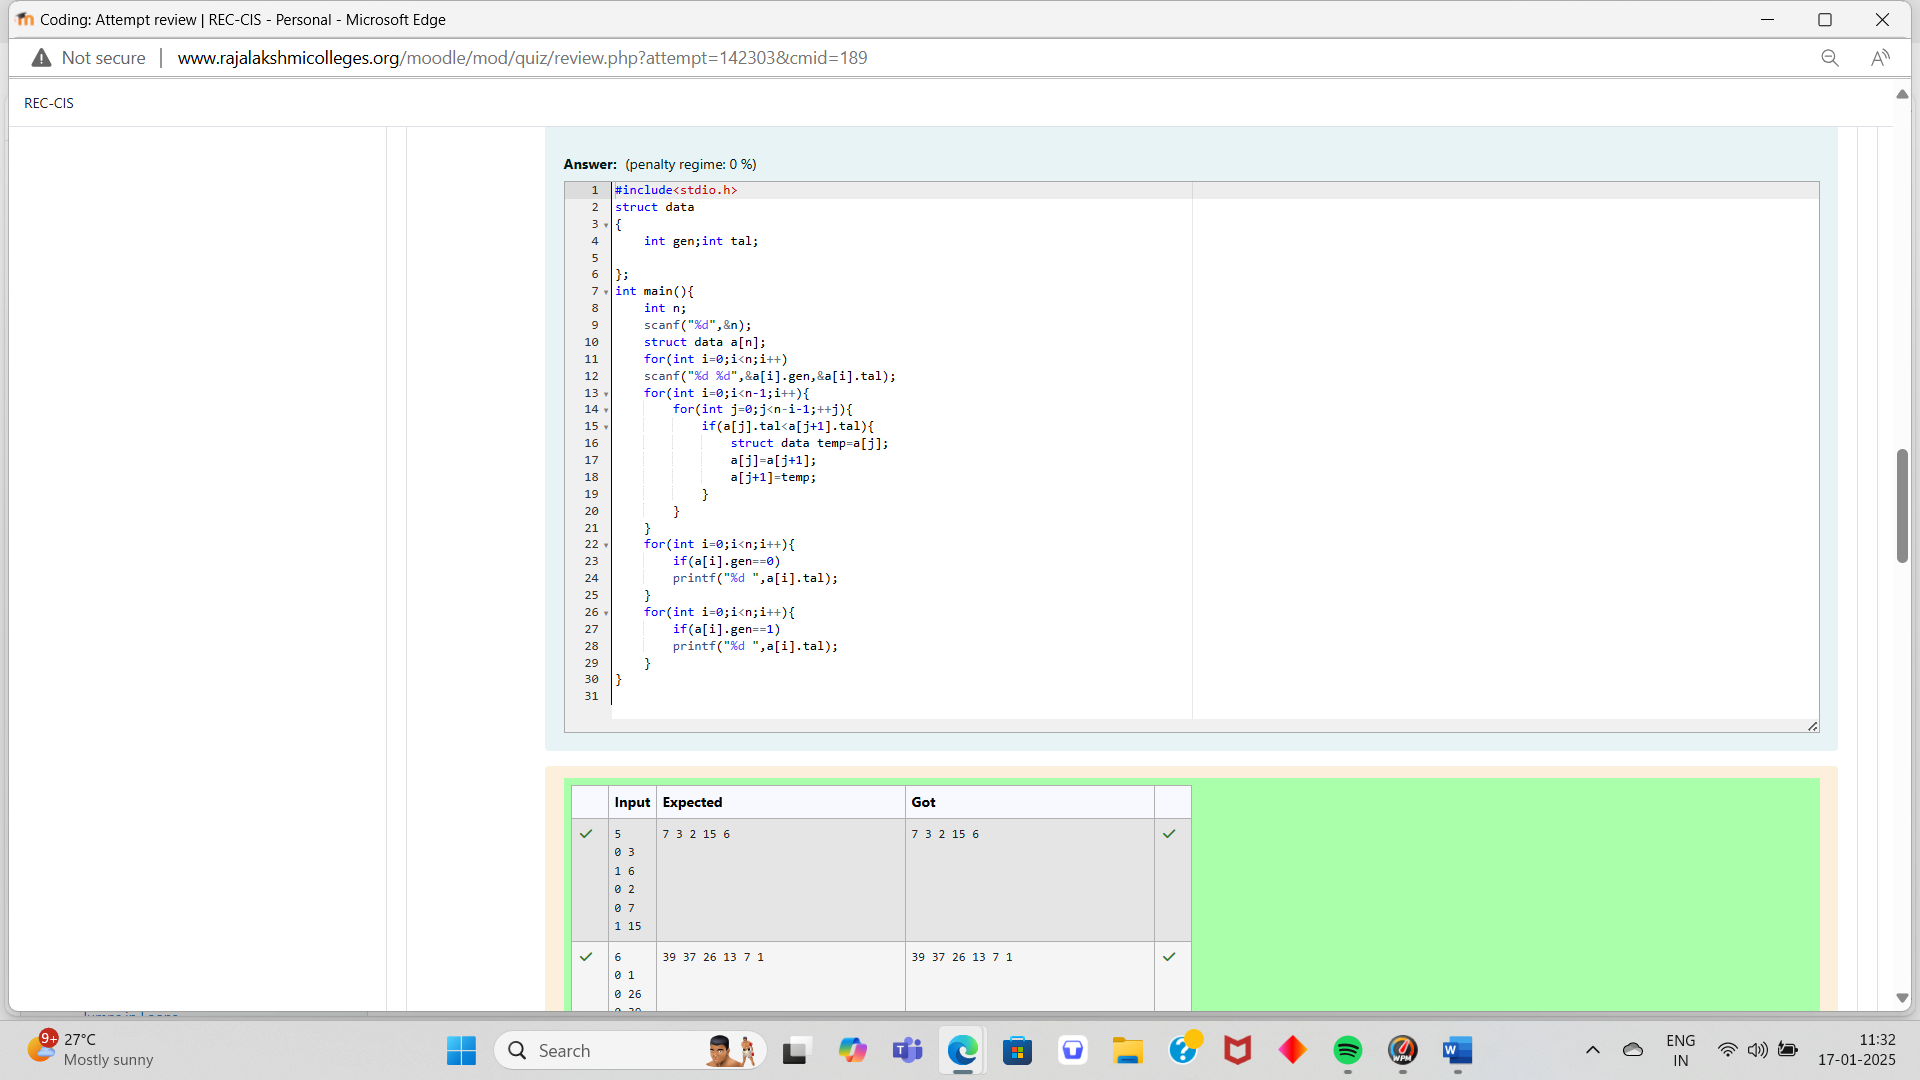 Coding: Attempt review | REC-CIS - Personal - Microsoft Edge
Not secure | www.rajalakshmicolleges.org/moodle/mod/quiz/review.php?attempt=142303&cmid=189
REC-CIS
Answer: (penalty regime: 0 %)
1 #include<stdio.h>
2 struct data
3 {
4 int gen;int tal;
5
6 };
7 int main(){
8 int n;
9 scanf("%d",&n);
10 struct data a[n];
11 for(int i=0;i<n;i++)
12 scanf("%d %d",&a[i].gen,&a[i].tal);
13 for(int i=0;i<n-1;i++){
14 for(int j=0;j<n-i-1;++j){
15 if(a[j].tal<a[j+1].tal){
16 struct data temp=a[j];
17 a[j]=a[j+1];
18 a[j+1]=temp;
19 }
20 }
21 }
22 for(int i=0;i<n;i++){
23 if(a[i].gen==0)
24 printf("%d ",a[i].tal);
25 }
26 for(int i=0;i<n;i++){
27 if(a[i].gen==1)
28 printf("%d ",a[i].tal);
29 }
30 }
31
Input Expected Got
5 7 3 2 15 6 7 3 2 15 6
0 3
1 6
0 2
0 7
1 15
6 39 37 26 13 7 1 39 37 26 13 7 1
0 1
0 26
9+ 27°C
Mostly sunny
Search
WPM
ENG
IN
11:32
17-01-2025